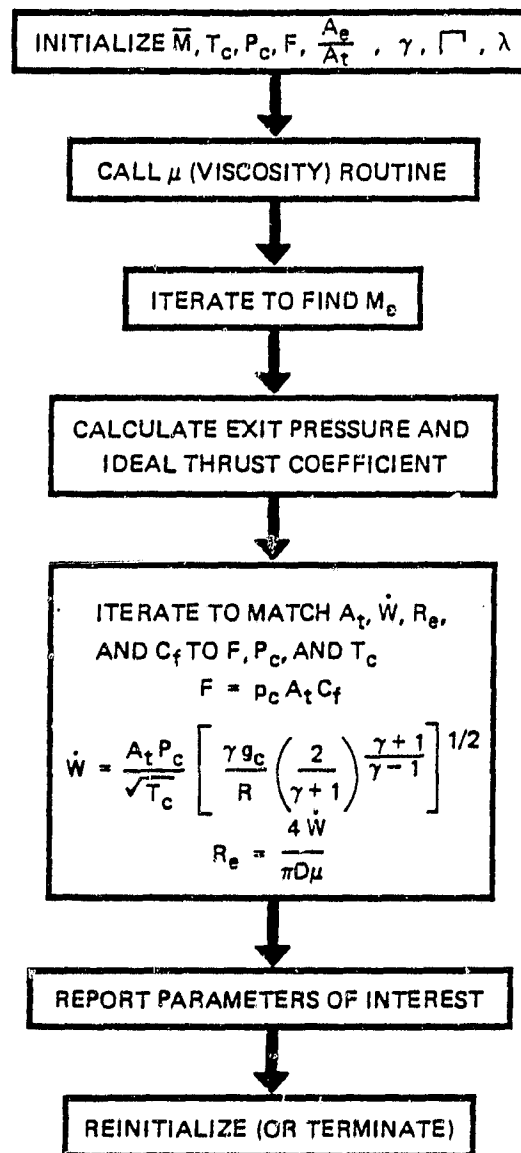 INITIALIZE M̅, T_c, P_c, F, A_e/A_t , γ, Γ, λ
CALL μ (VISCOSITY) ROUTINE
ITERATE TO FIND M_e
CALCULATE EXIT PRESSURE AND
IDEAL THRUST COEFFICIENT
ITERATE TO MATCH A_t, Ẇ, R_e,
AND C_f TO F, P_c, AND T_c
F = p_c A_t C_f
Ẇ = A_t P_c / √T_c [ γ g_c / R ( 2 / γ + 1 ) ^ γ + 1 / γ − 1 ] ^ 1/2
R_e = 4 Ẇ / πDμ
REPORT PARAMETERS OF INTEREST
REINITIALIZE (OR TERMINATE)